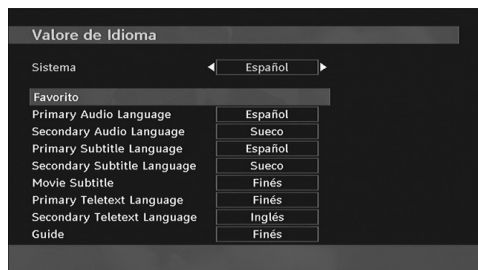 Valore de Idioma
Sistema Español
Favorito
Primary Audio Language Español
Secondary Audio Language Sueco
Primary Subtitle Language Español
Secondary Subtitle Language Sueco
Movie Subtitle Finés
Primary Teletext Language Finés
Secondary Teletext Language Inglés
Guide Finés